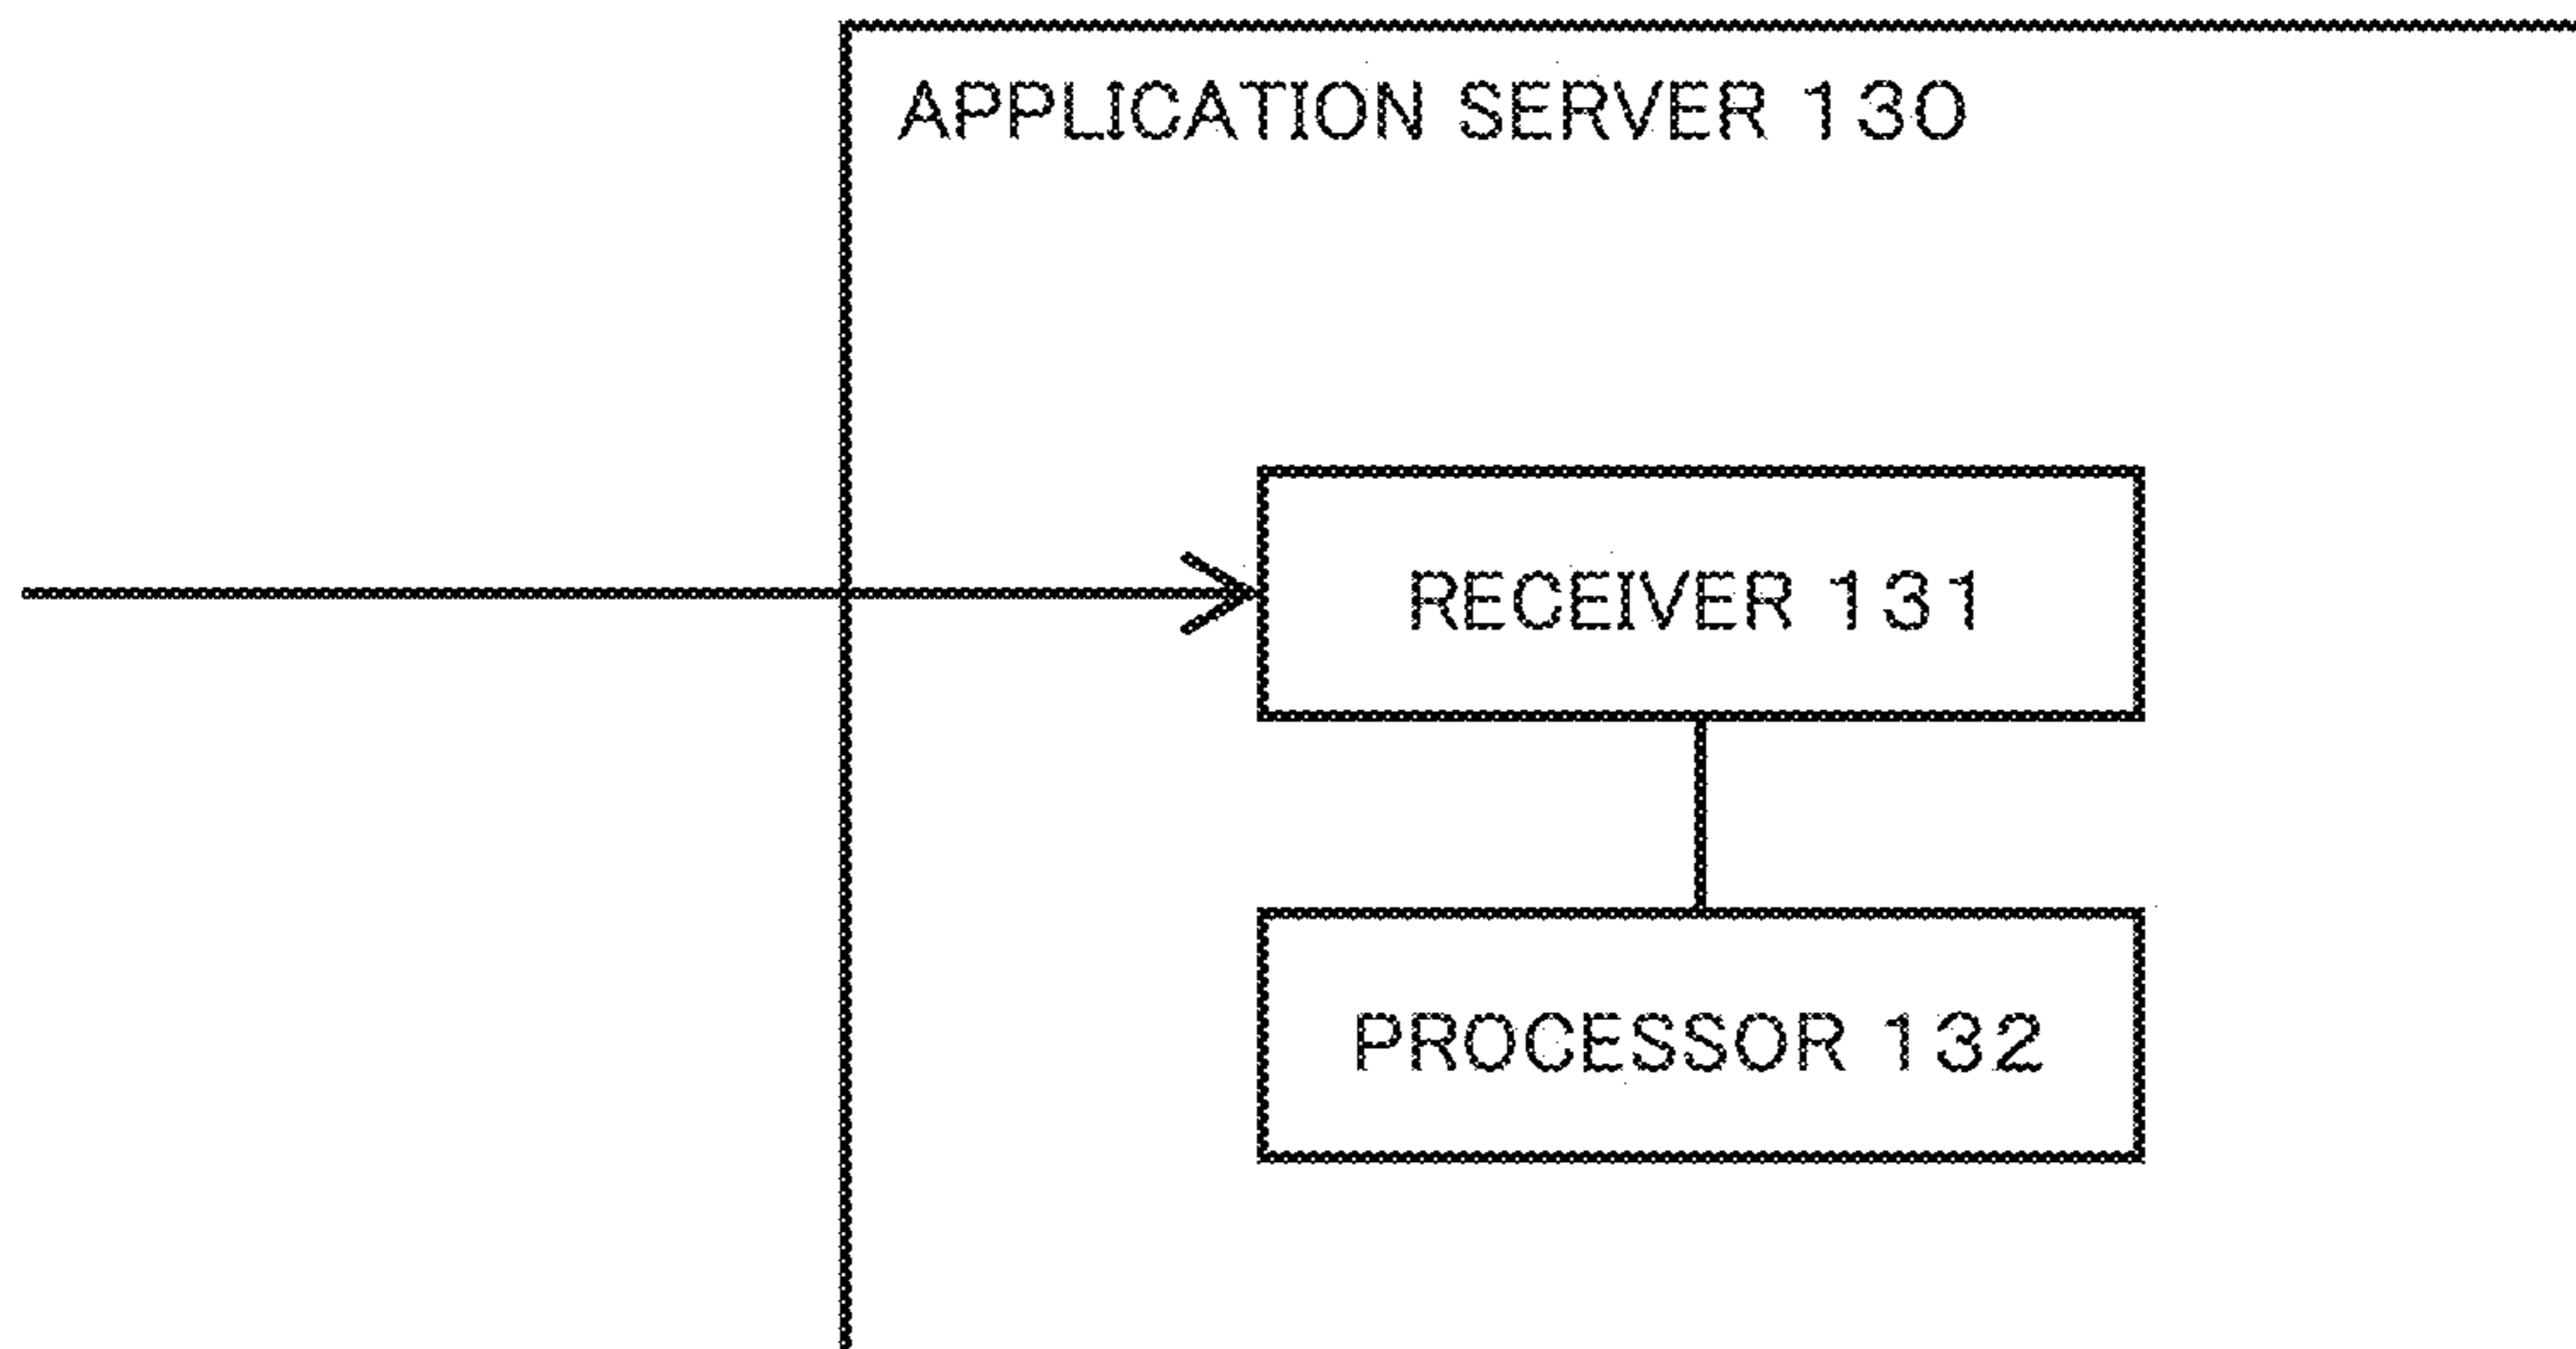 APPLICATION SERVER 130
RECEIVER 131
PROCESSOR 132